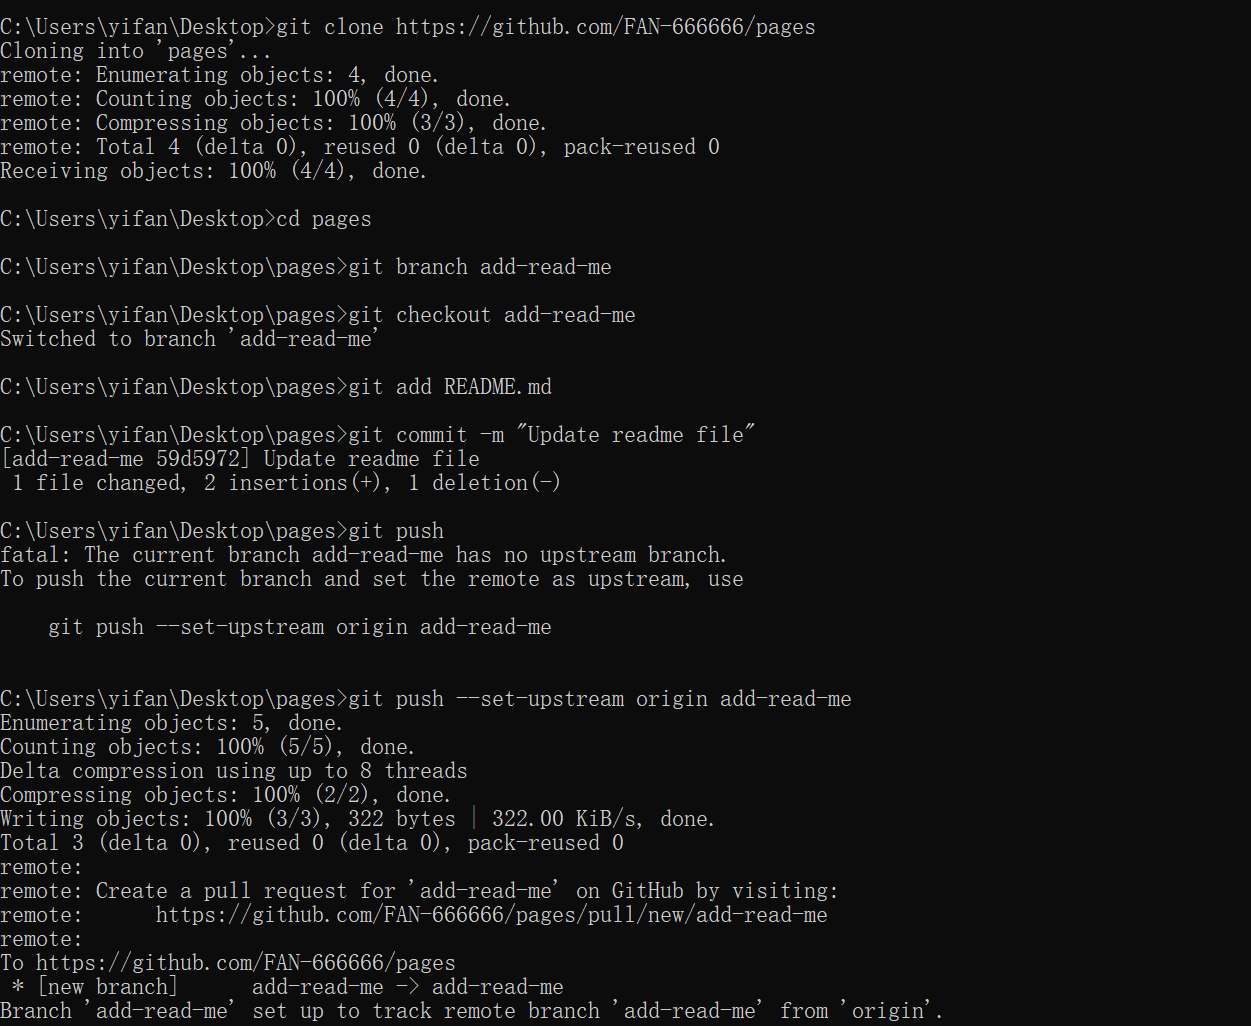 C:\Users\yifan\Desktop>git clone https://github.com/FAN-666666/pages
Cloning into 'pages'...
remote: Enumerating objects: 4, done.
remote: Counting objects: 100% (4/4), done.
remote: Compressing objects: 100% (3/3), done.
remote: Total 4 (delta 0), reused 0 (delta 0), pack-reused 0
Receiving objects: 100% (4/4), done.
C:\Users\yifan\Desktop>cd pages
C:\Users\yifan\Desktop\pages>git branch add-read-me
C:\Users\yifan\Desktop\pages>git checkout add-read-me
Switched to branch 'add-read-me'
C:\Users\yifan\Desktop\pages>git add README.md
C:\Users\yifan\Desktop\pages>git commit -m "Update readme file"
[add-read-me 59d5972] Update readme file
 1 file changed, 2 insertions(+), 1 deletion(-)
C:\Users\yifan\Desktop\pages>git push
fatal: The current branch add-read-me has no upstream branch.
To push the current branch and set the remote as upstream, use
    git push --set-upstream origin add-read-me
C:\Users\yifan\Desktop\pages>git push --set-upstream origin add-read-me
Enumerating objects: 5, done.
Counting objects: 100% (5/5), done.
Delta compression using up to 8 threads
Compressing objects: 100% (2/2), done.
Writing objects: 100% (3/3), 322 bytes | 322.00 KiB/s, done.
Total 3 (delta 0), reused 0 (delta 0), pack-reused 0
remote:
remote: Create a pull request for 'add-read-me' on GitHub by visiting:
remote:      https://github.com/FAN-666666/pages/pull/new/add-read-me
remote:
To https://github.com/FAN-666666/pages
 * [new branch]      add-read-me -> add-read-me
Branch 'add-read-me' set up to track remote branch 'add-read-me' from 'origin'.